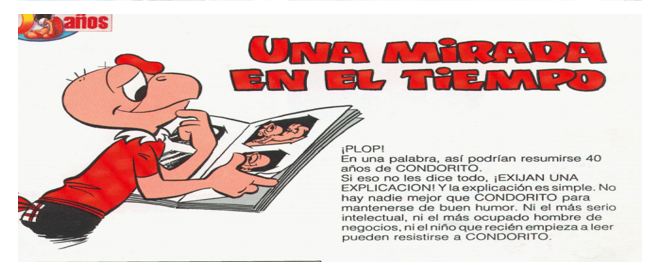 años
UNA MIRADA
EN EL TIEMPO
¡PLOP!
En una palabra, así podrían resumirse 40
años de CONDORITO.
Si eso no les dice todo, ¡EXIJAN UNA
EXPLICACION! Y la explicación es simple. No
hay nadie mejor que CONDORITO para
mantenerse de buen humor. Ni el más serio
intelectual, ni el más ocupado hombre de
negocios, ni el niño que recién empieza a leer
pueden resistirse a CONDORITO.